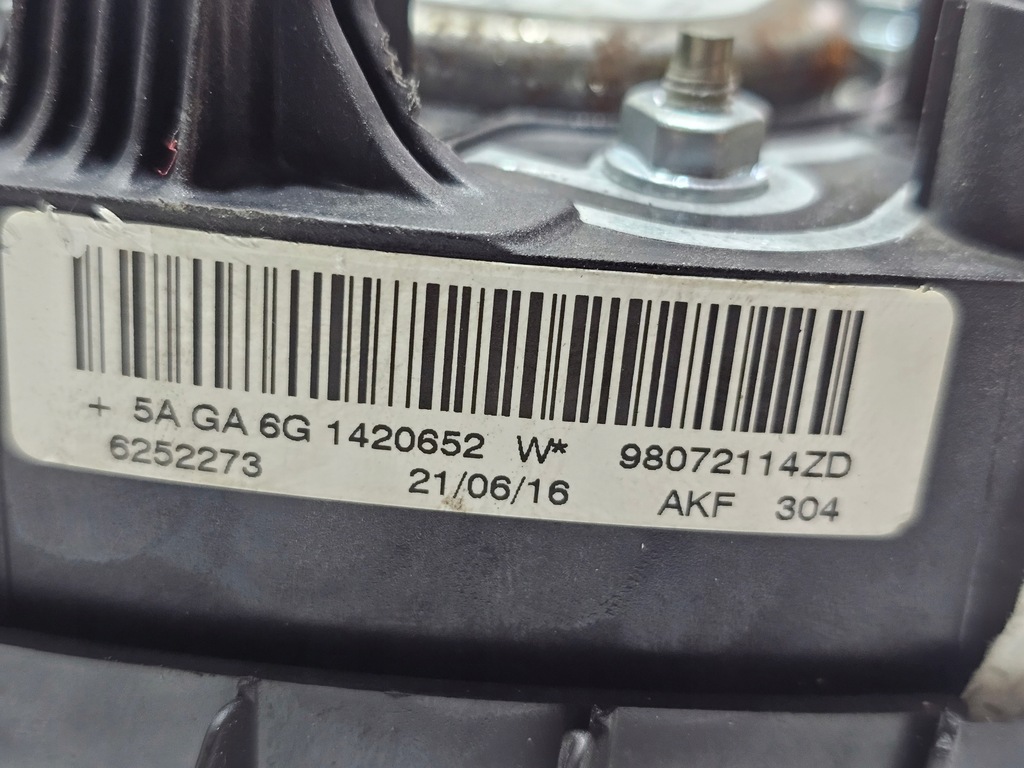 + 5A GA 6G 1420652 W* 98072114ZD
6252273 21/06/16 AKF 304